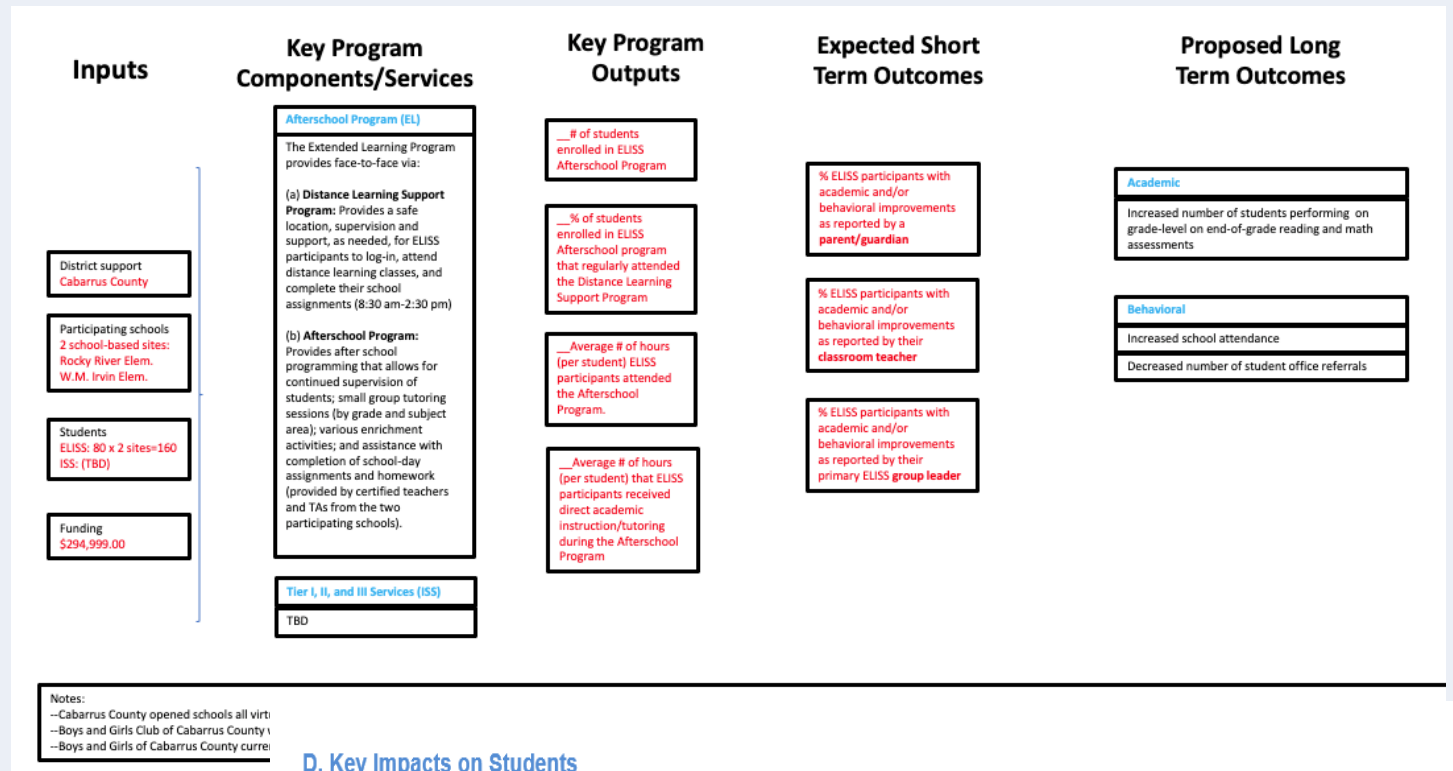 Inputs
District support
Cabarrus County
Participating schools
2 school-based sites:
Rocky River Elem.
W.M. Irvin Elem.
Students
ELISS: 80 x 2 sites=160
ISS: (TBD)
Funding
$294,999.00
Key Program
Components/Services
Afterschool Program (EL)
The Extended Learning Program
provides face-to-face via:
(a) Distance Learning Support
Program: Provides a safe
location, supervision and
support, as needed, for ELISS
participants to log-in, attend
distance learning classes, and
complete their school
assignments (8:30 am-2:30 pm)
(b) Afterschool Program:
Provides after school
programming that allows for
continued supervision of
students; small group tutoring
sessions (by grade and subject
area); various enrichment
activities; and assistance with
completion of school-day
assignments and homework
(provided by certified teachers
and TAs from the two
participating schools).
Tier I, II, and III Services (ISS)
TBD
Key Program
Outputs
__# of students
enrolled in ELISS
Afterschool Program
__% of students
enrolled in ELISS
Afterschool program
that regularly attended
the Distance Learning
Support Program
__Average # of hours
(per student) ELISS
participants attended
the Afterschool
Program.
__Average # of hours
(per student) that ELISS
participants received
direct academic
instruction/tutoring
during the Afterschool
Program
Expected Short
Term Outcomes
% ELISS participants with
academic and/or
behavioral improvements
as reported by a
parent/guardian
% ELISS participants with
academic and/or
behavioral improvements
as reported by their
classroom teacher
% ELISS participants with
academic and/or
behavioral improvements
as reported by their
primary ELISS group leader
Proposed Long
Term Outcomes
Academic
Increased number of students performing on
grade-level on end-of-grade reading and math
assessments
Behavioral
Increased school attendance
Decreased number of student office referrals
Notes:
--Cabarrus County opened schools all
--Boys and Girls Club of Cabarrus County
--Boys and Girls of Cabarrus County
D. Key Impacts on Students